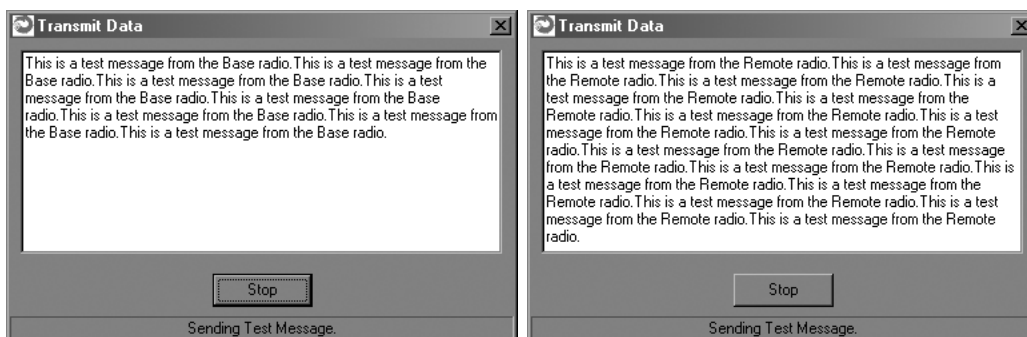 Transmit Data
This is a test message from the Base radio.This is a test message from the
Base radio.This is a test message from the Base radio.This is a test
message from the Base radio.This is a test message from the Base
radio.This is a test message from the Base radio.This is a test message from
the Base radio.This is a test message from the Base radio.
Stop
Sending Test Message.
Transmit Data
This is a test message from the Remote radio.This is a test message from
the Remote radio.This is a test message from the Remote radio.This is a
test message from the Remote radio.This is a test message from the
Remote radio.This is a test message from the Remote radio.This is a test
message from the Remote radio.This is a test message from the Remote
radio.This is a test message from the Remote radio.This is a test message
from the Remote radio.This is a test message from the Remote radio.This is
a test message from the Remote radio.This is a test message from the
Remote radio.This is a test message from the Remote radio.This is a test
message from the Remote radio.This is a test message from the Remote
radio.
Stop
Sending Test Message.